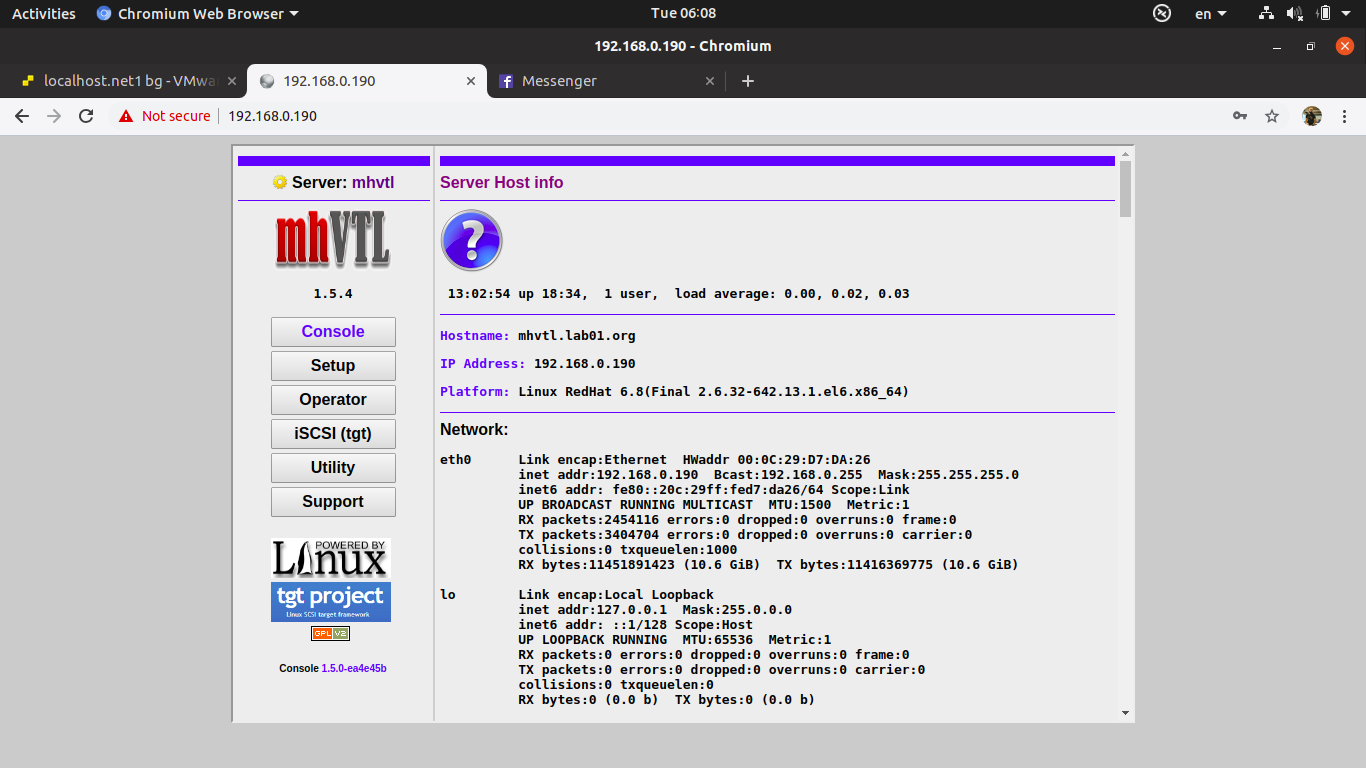 Activities Chromium Web Browser Tue 06:08 en
192.168.0.190 - Chromium
localhost.net1 bg - VMwa 192.168.0.190 Messenger
Not secure 192.168.0.190
Server: mhvtl
mhVTL
1.5.4
Console
Setup
Operator
iSCSI (tgt)
Utility
Support
POWERED BY
Linux
tgt project
Linux SCSI target framework
GPL V2
Console 1.5.0-ea4e45b
Server Host info
?
13:02:54 up 18:34,  1 user,  load average: 0.00, 0.02, 0.03
Hostname: mhvtl.lab01.org
IP Address: 192.168.0.190
Platform: Linux RedHat 6.8(Final 2.6.32-642.13.1.el6.x86_64)
Network:
eth0      Link encap:Ethernet  HWaddr 00:0C:29:D7:DA:26
inet addr:192.168.0.190  Bcast:192.168.0.255  Mask:255.255.255.0
inet6 addr: fe80::20c:29ff:fed7:da26/64 Scope:Link
UP BROADCAST RUNNING MULTICAST  MTU:1500  Metric:1
RX packets:2454116 errors:0 dropped:0 overruns:0 frame:0
TX packets:3404704 errors:0 dropped:0 overruns:0 carrier:0
collisions:0 txqueuelen:1000
RX bytes:11451891423 (10.6 GiB)  TX bytes:11416369775 (10.6 GiB)
lo        Link encap:Local Loopback
inet addr:127.0.0.1  Mask:255.0.0.0
inet6 addr: ::1/128 Scope:Host
UP LOOPBACK RUNNING  MTU:65536  Metric:1
RX packets:0 errors:0 dropped:0 overruns:0 frame:0
TX packets:0 errors:0 dropped:0 overruns:0 carrier:0
collisions:0 txqueuelen:0
RX bytes:0 (0.0 b)  TX bytes:0 (0.0 b)